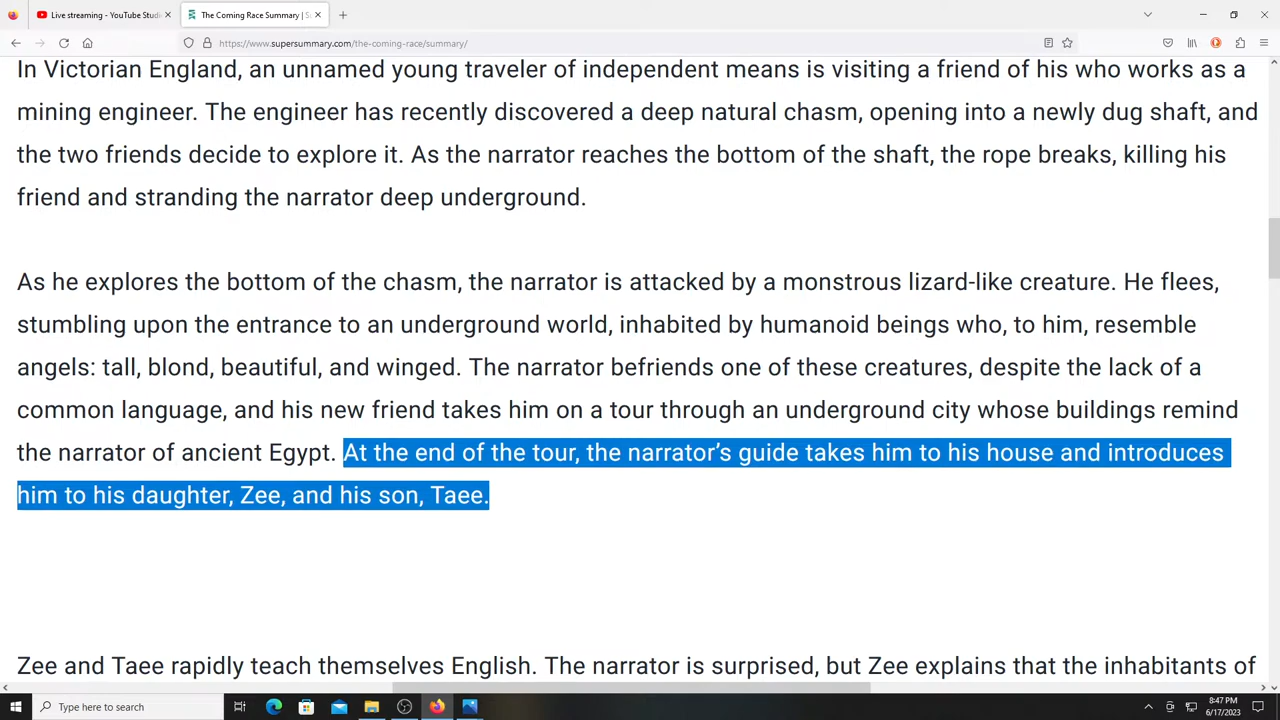 Live streaming - YouTube Studi
The Coming Race Summary | S
https://www.supersummary.com/the-coming-race/summary/
In Victorian England, an unnamed young traveler of independent means is visiting a friend of his who works as a
mining engineer. The engineer has recently discovered a deep natural chasm, opening into a newly dug shaft, and
the two friends decide to explore it. As the narrator reaches the bottom of the shaft, the rope breaks, killing his
friend and stranding the narrator deep underground.
As he explores the bottom of the chasm, the narrator is attacked by a monstrous lizard-like creature. He flees,
stumbling upon the entrance to an underground world, inhabited by humanoid beings who, to him, resemble
angels: tall, blond, beautiful, and winged. The narrator befriends one of these creatures, despite the lack of a
common language, and his new friend takes him on a tour through an underground city whose buildings remind
the narrator of ancient Egypt. At the end of the tour, the narrator’s guide takes him to his house and introduces
him to his daughter, Zee, and his son, Taee.
Zee and Taee rapidly teach themselves English. The narrator is surprised, but Zee explains that the inhabitants of
Type here to search
8:47 PM
6/17/2023